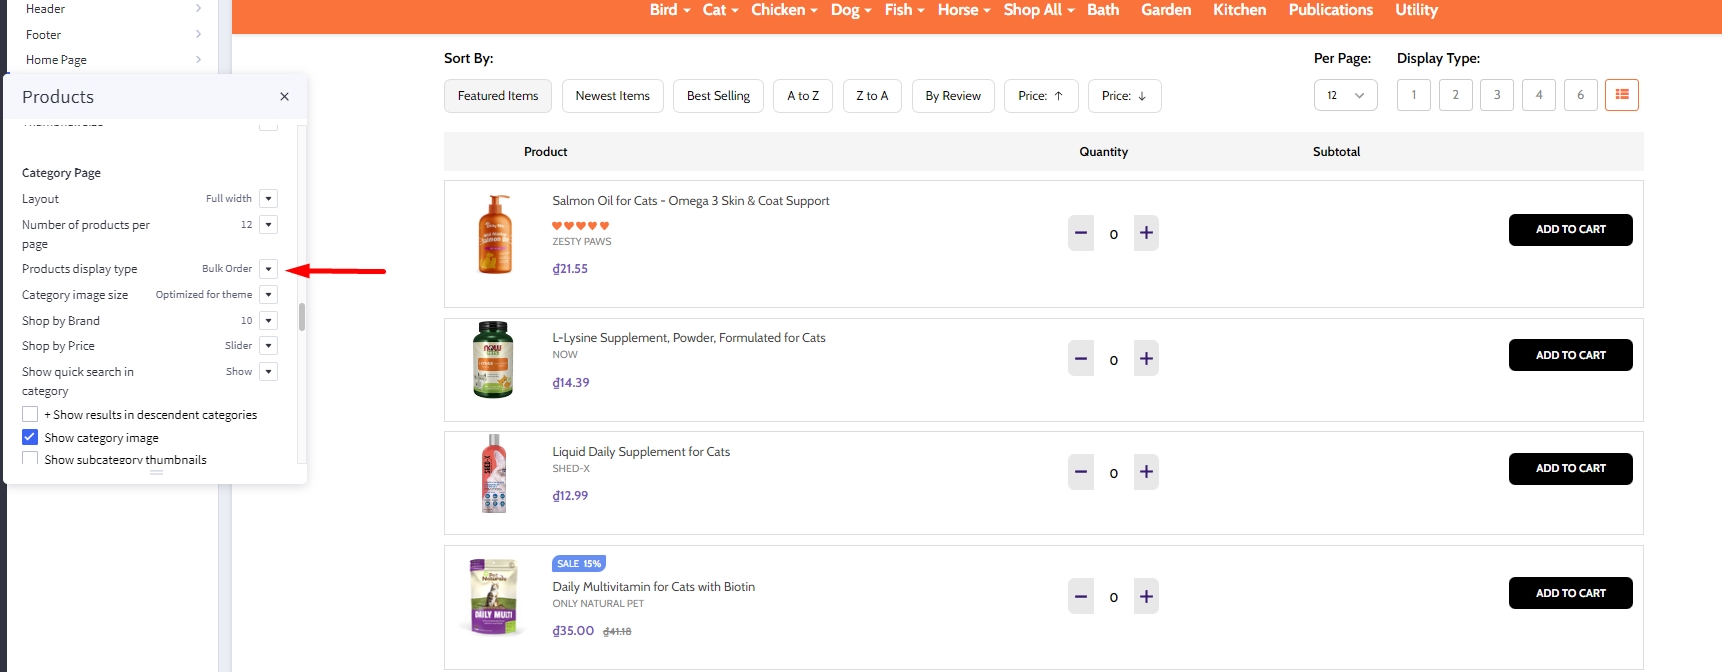 Header
Footer
Home Page
Products
Category Page
Layout Full width
Number of products per page 12
Products display type Bulk Order
Category image size Optimized for theme
Shop by Brand 10
Shop by Price Slider
Show quick search in category Show
+ Show results in descendent categories
Show category image
Show subcategory thumbnails
Bird Cat Chicken Dog Fish Horse Shop All Bath Garden Kitchen Publications Utility
Sort By: Per Page: Display Type:
Featured Items Newest Items Best Selling A to Z Z to A By Review Price: ↑ Price: ↓ 12 1 2 3 4 6
Product Quantity Subtotal
Salmon Oil for Cats - Omega 3 Skin & Coat Support
ZESTY PAWS
₫21.55
− 0 + ADD TO CART
L-Lysine Supplement, Powder, Formulated for Cats
NOW
₫14.39
− 0 + ADD TO CART
Liquid Daily Supplement for Cats
SHED-X
₫12.99
− 0 + ADD TO CART
SALE 15%
Daily Multivitamin for Cats with Biotin
ONLY NATURAL PET
₫35.00 ₫41.18
− 0 + ADD TO CART
NOW
SHED-X
Pet Naturals
DAILY MULTI